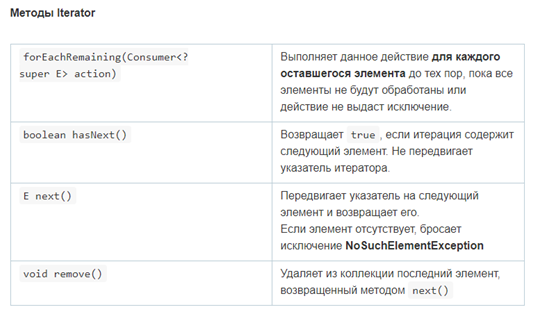 Методы Iterator
forEachRemaining(Consumer<?
super E> action)
Выполняет данное действие для каждого
оставшегося элемента до тех пор, пока все
элементы не будут обработаны или
действие не выдаст исключение.
boolean hasNext()
Возвращает true , если итерация содержит
следующий элемент. Не передвигает
указатель итератора.
E next()
Передвигает указатель на следующий
элемент и возвращает его.
Если элемент отсутствует, бросает
исключение NoSuchElementException
void remove()
Удаляет из коллекции последний элемент,
возвращенный методом next()